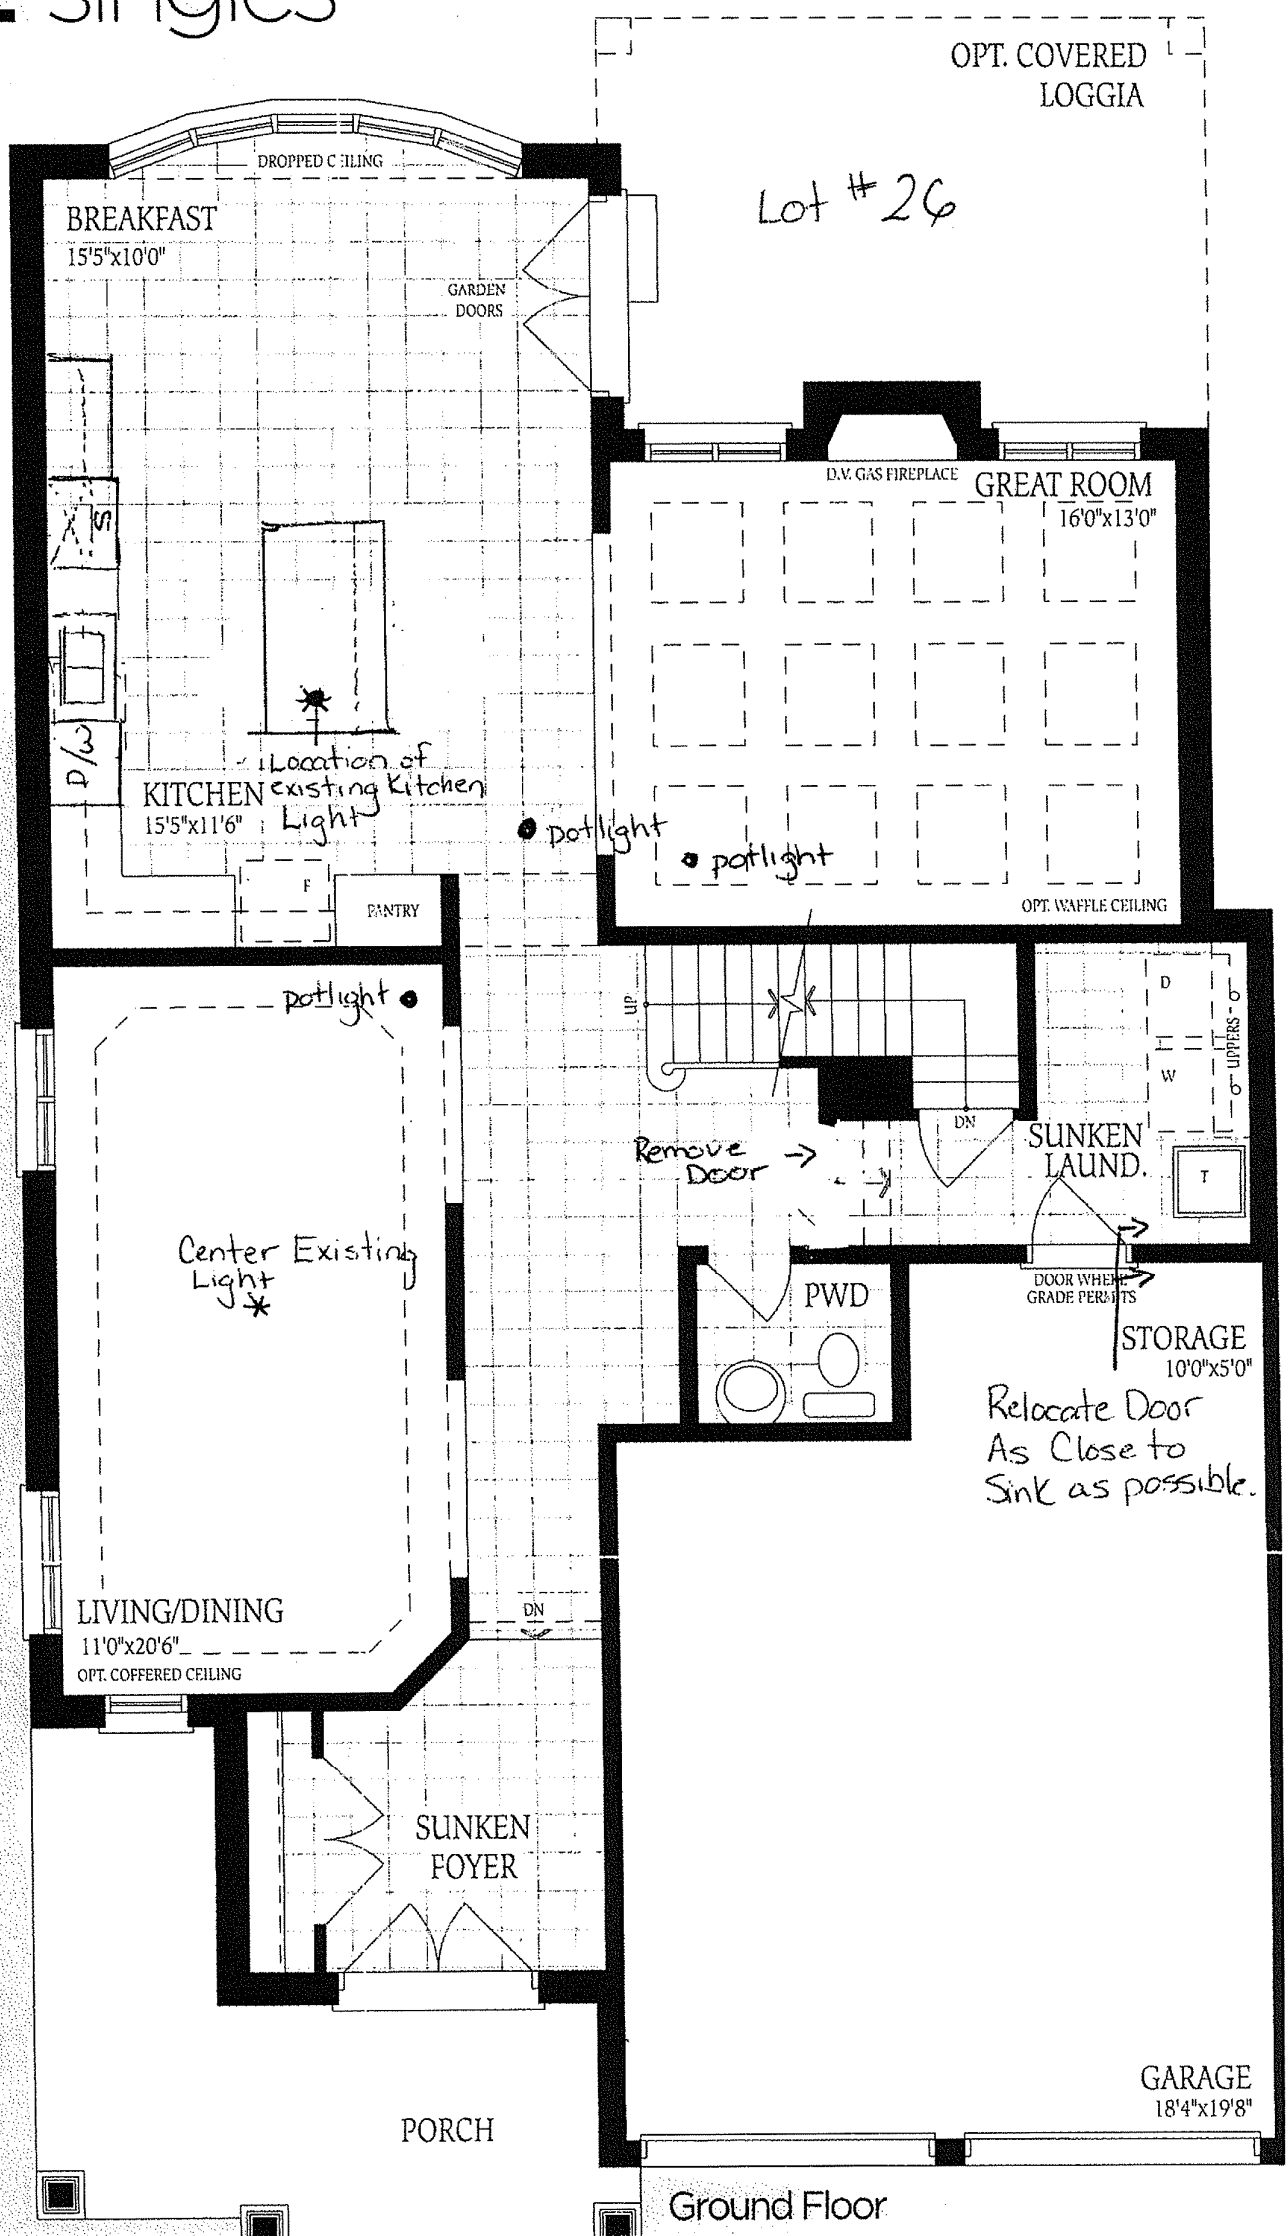 Singles
OPT. COVERED
LOGGIA
DROPPED CEILING
Lot # 26
BREAKFAST
15'5"x10'0"
GARDEN
DOORS
D.V. GAS FIREPLACE
GREAT ROOM
16'0"x13'0"
S
D/W
Location of
existing Kitchen
Light
KITCHEN
15'5"x11'6"
potlight
potlight
F
PANTRY
OPT. WAFFLE CEILING
potlight
UP
D
UPPERS
W
DN
SUNKEN
LAUND.
T
Remove
Door
Center Existing
Light
PWD
DOOR WHERE
GRADE PERMITS
STORAGE
10'0"x5'0"
Relocate Door
As Close to
Sink as possible.
DN
LIVING/DINING
11'0"x20'6"
OPT. COFFERED CEILING
SUNKEN
FOYER
GARAGE
18'4"x19'8"
PORCH
Ground Floor